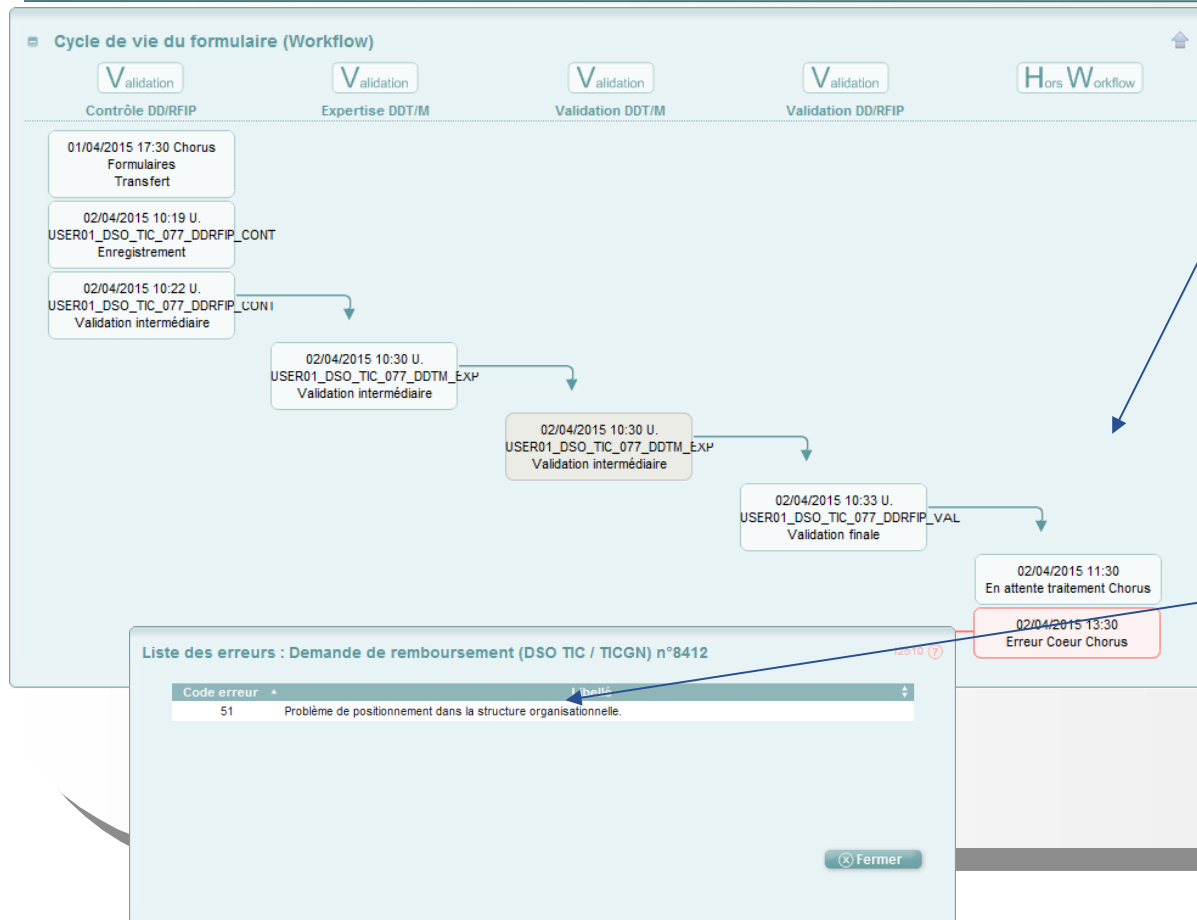 Cycle de vie du formulaire (Workflow)
Validation
Validation
Validation
Validation
Hors Workflow
Contrôle DD/RFIP
Expertise DDT/M
Validation DDT/M
Validation DD/RFIP
01/04/2015 17:30 Chorus
Formulaires
Transfert
02/04/2015 10:19 U.
USER01_DSO_TIC_077_DDRFIP_CONT
Enregistrement
02/04/2015 10:22 U.
USER01_DSO_TIC_077_DDRFIP_CONT
Validation intermédiaire
02/04/2015 10:30 U.
USER01_DSO_TIC_077_DDTM_EXP
Validation intermédiaire
02/04/2015 10:30 U.
USER01_DSO_TIC_077_DDTM_EXP
Validation intermédiaire
02/04/2015 10:33 U.
USER01_DSO_TIC_077_DDRFIP_VAL
Validation finale
02/04/2015 11:30
En attente traitement Chorus
02/04/2015 13:30
Erreur Coeur Chorus
Liste des erreurs : Demande de remboursement (DSO TIC / TICGN) n°8412
Code erreur
Libellé
51 Problème de positionnement dans la structure organisationnelle.
Fermer